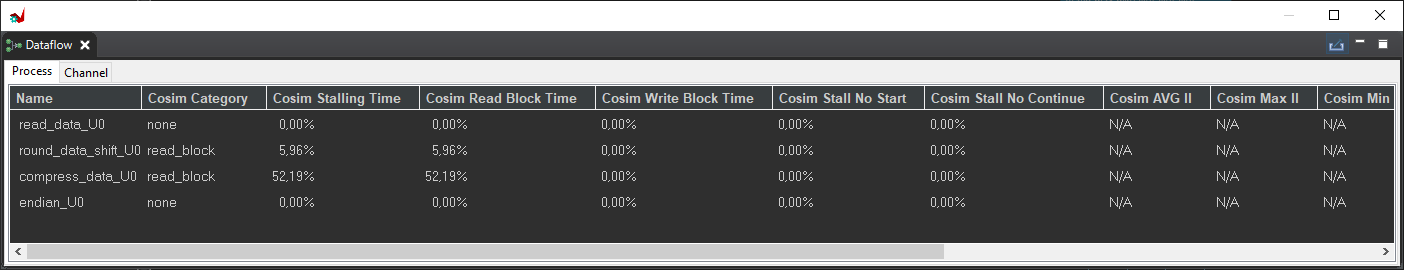 Dataflow
Process Channel
Name Cosim Category Cosim Stalling Time Cosim Read Block Time Cosim Write Block Time Cosim Stall No Start Cosim Stall No Continue Cosim AVG II Cosim Max II Cosim Min
read_data_U0 none 0,00% 0,00% 0,00% 0,00% 0,00% N/A N/A N/A
round_data_shift_U0 read_block 5,96% 5,96% 0,00% 0,00% 0,00% N/A N/A N/A
compress_data_U0 read_block 52,19% 52,19% 0,00% 0,00% 0,00% N/A N/A N/A
endian_U0 none 0,00% 0,00% 0,00% 0,00% 0,00% N/A N/A N/A